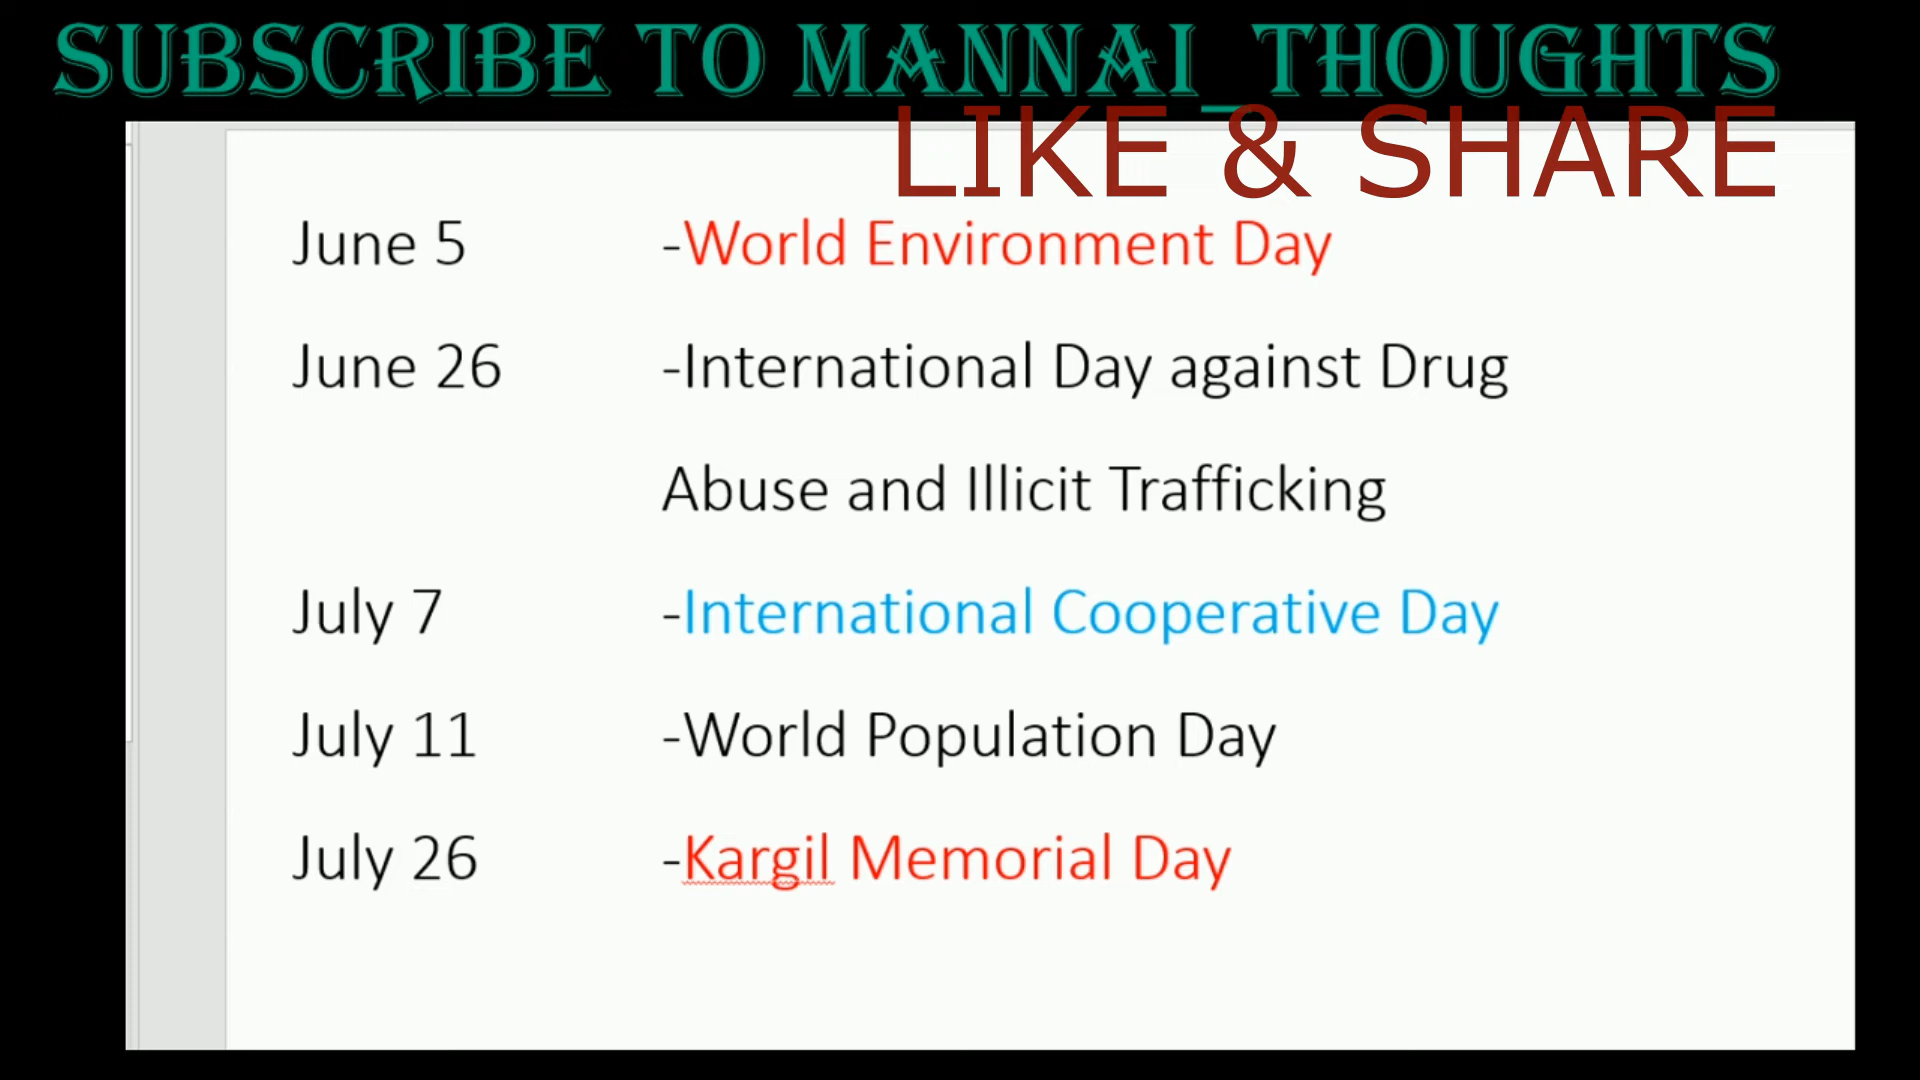 SUBSCRIBE TO MANNAI_THOUGHTS
LIKE & SHARE
June 5 -World Environment Day
June 26 -International Day against Drug
Abuse and Illicit Trafficking
July 7 -International Cooperative Day
July 11 -World Population Day
July 26 -Kargil Memorial Day